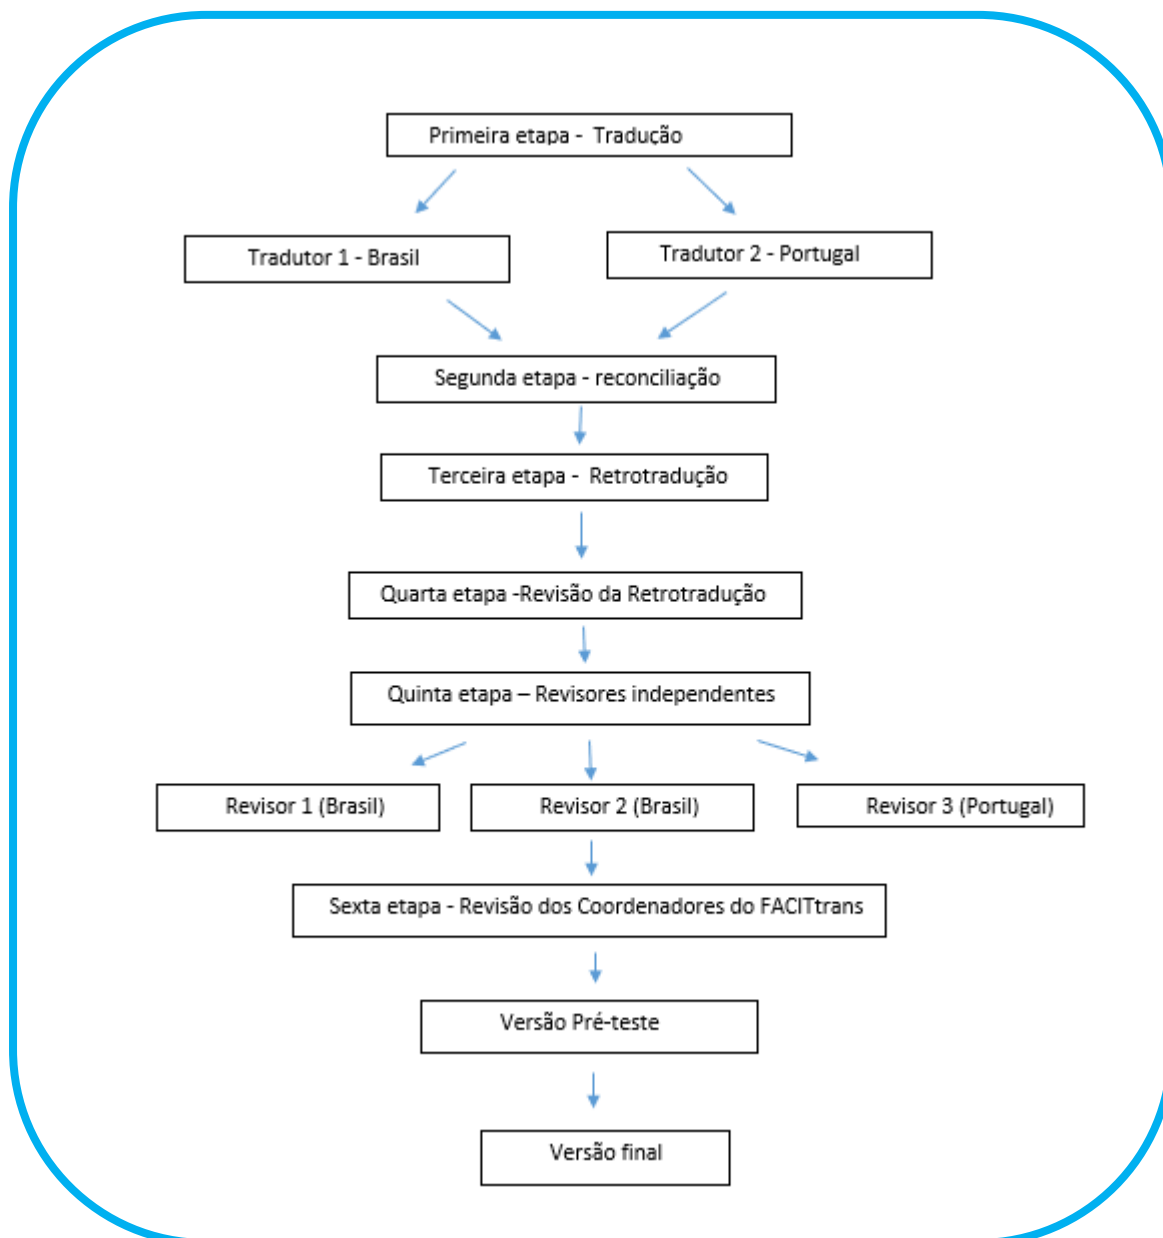 Primeira etapa - Tradução
Tradutor 1 - Brasil
Tradutor 2 - Portugal
Segunda etapa - reconciliação
Terceira etapa - Retrotradução
Quarta etapa -Revisão da Retrotradução
Quinta etapa – Revisores independentes
Revisor 1 (Brasil)
Revisor 2 (Brasil)
Revisor 3 (Portugal)
Sexta etapa - Revisão dos Coordenadores do FACITtrans
Versão Pré-teste
Versão final